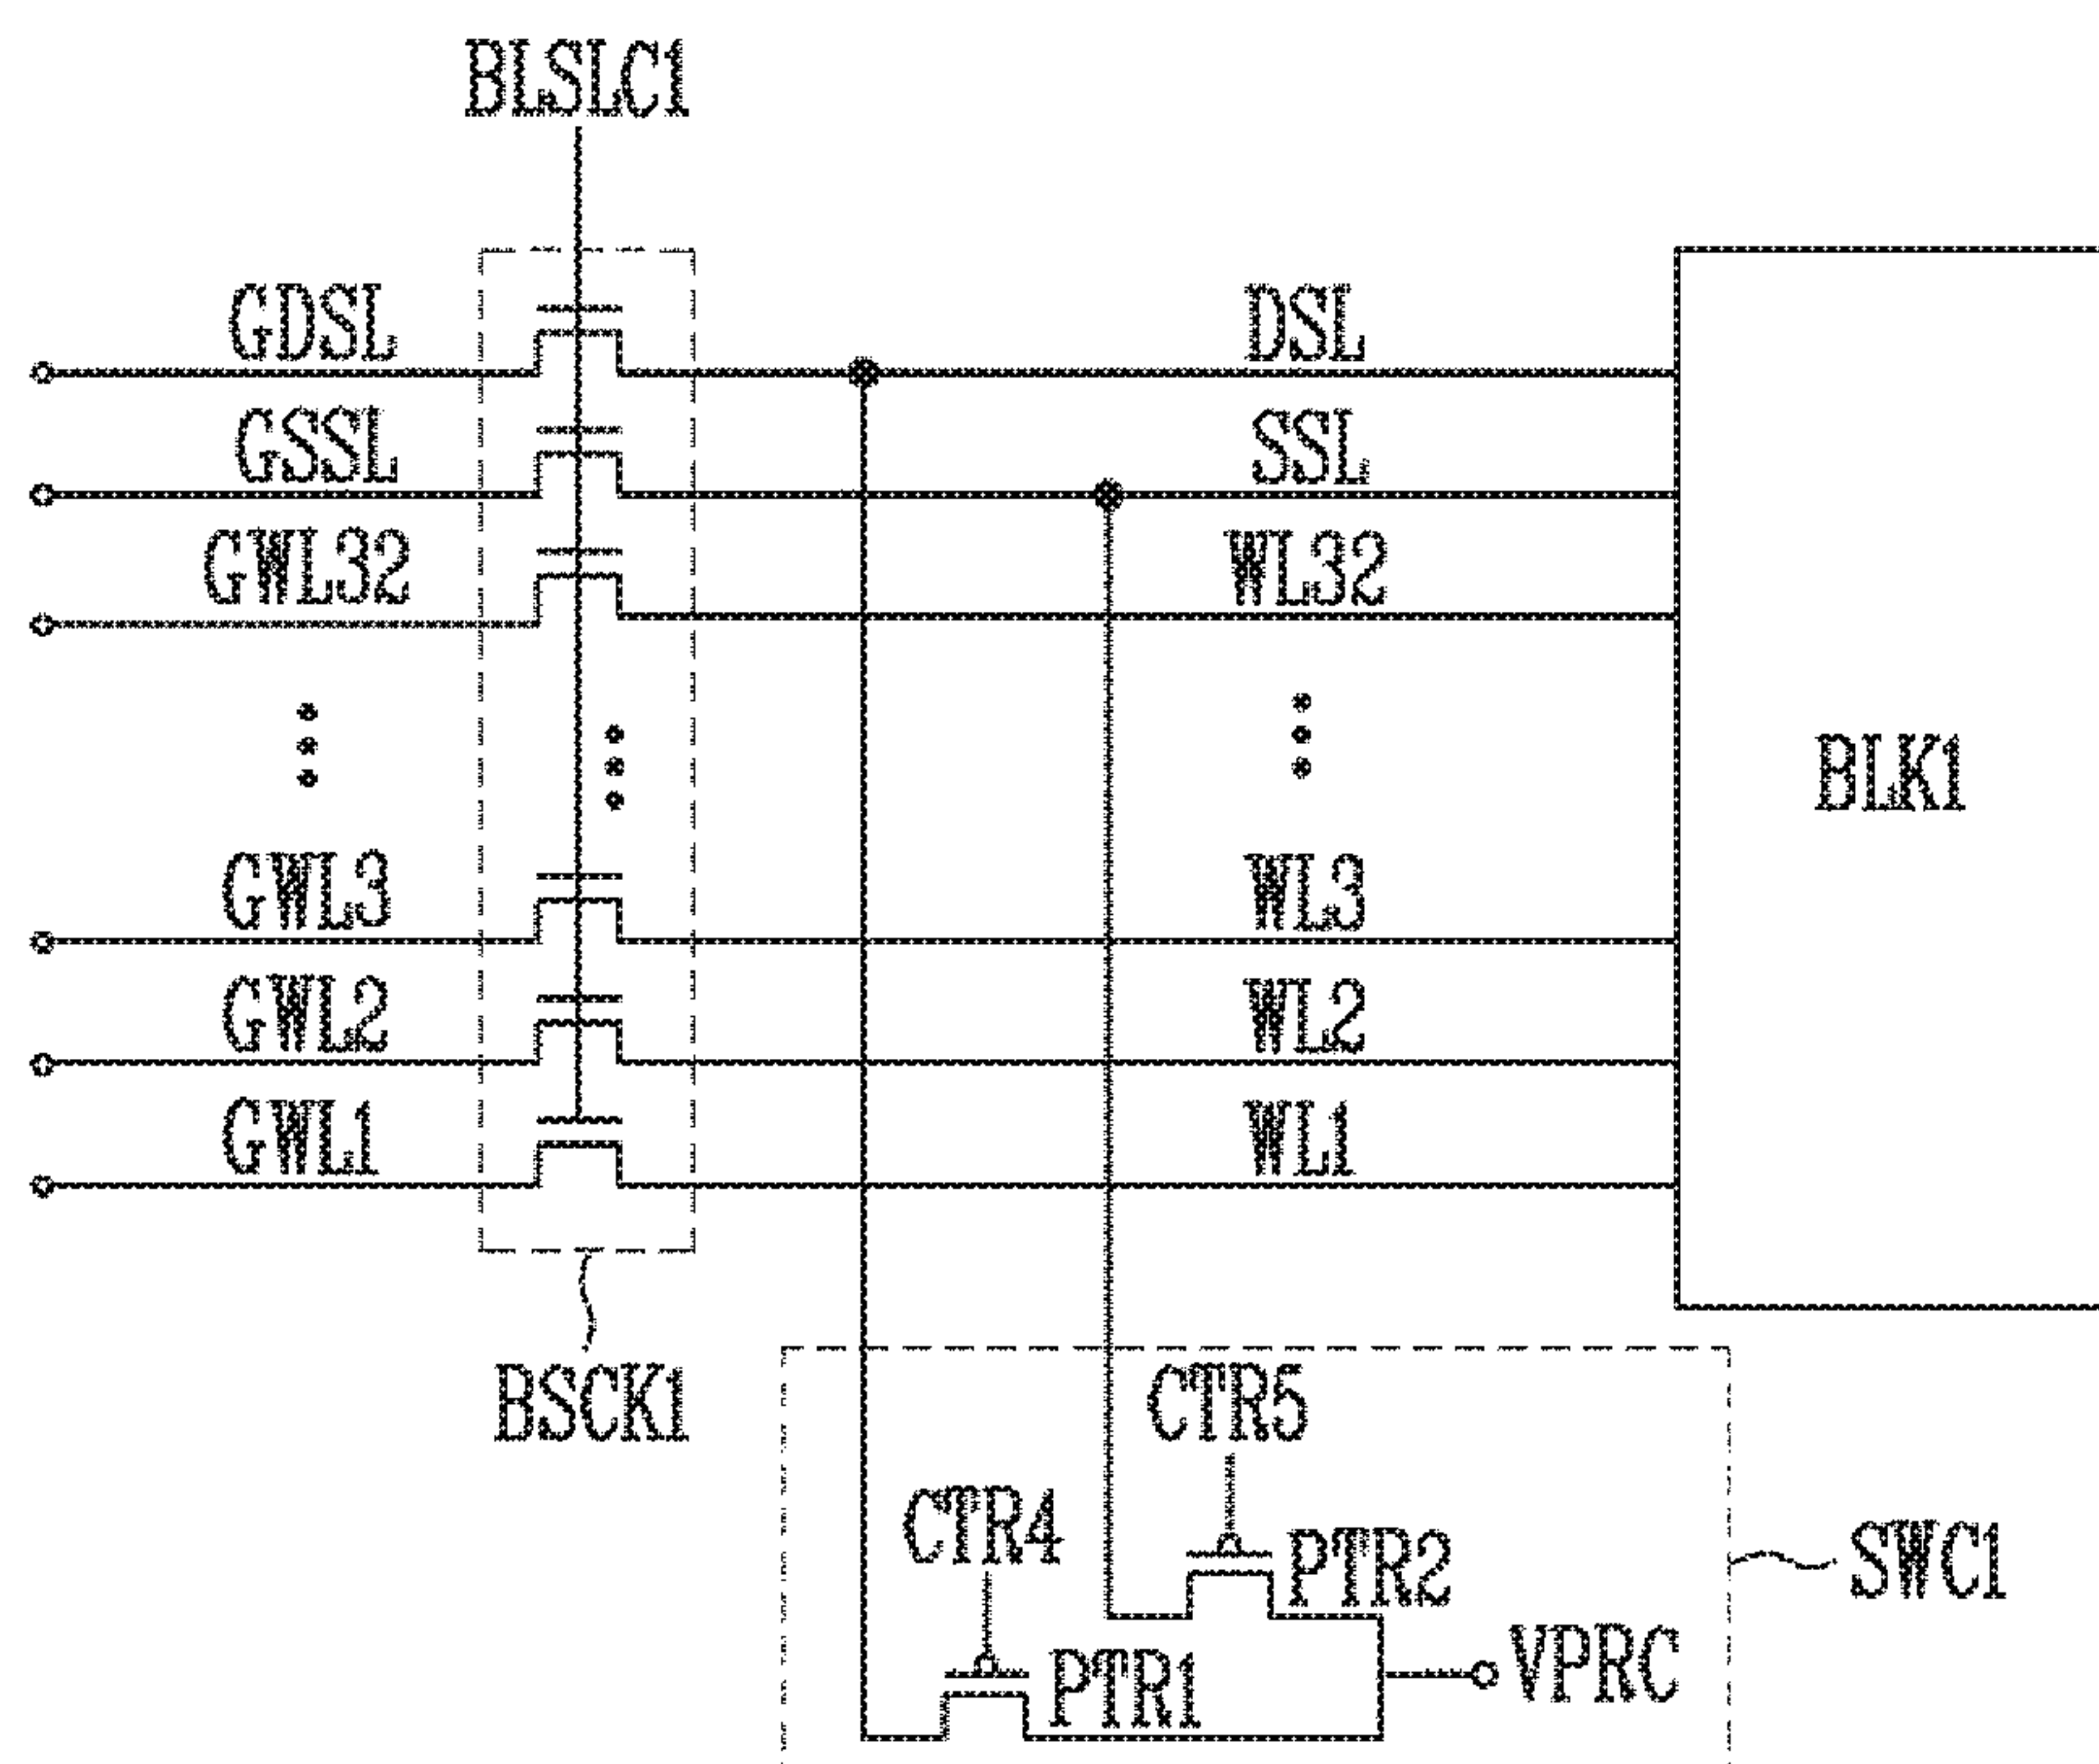 BLSLC1
GDSL
DSL
GSSL
SSL
GWL32
WL32
BLK1
GWL3
WL3
GWL2
WL2
GWL1
WL1
BSCK1
CTR5
CTR4
PTR2
SWC1
PTR1
VPRC